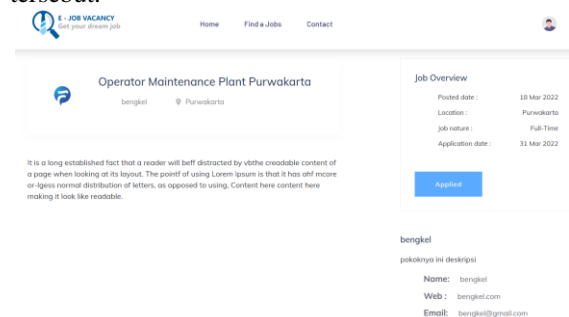 tersebut.
E - JOB VACANCY
Get your dream job
Home Find a Jobs Contact
Operator Maintenance Plant Purwakarta
bengkel Purwakarta
It is a long established fact that a reader will beff distracted by vbthe creadable content of
a page when looking at its layout. The pointf of using Lorem Ipsum is that it has ahf mcore
or-lgess normal distribution of letters, as opposed to using, Content here content here
making it look like readable.
Job Overview
Posted date : 18 Mar 2022
Location : Purwakarta
Job nature : Full-Time
Application date : 31 Mar 2022
Applied
bengkel
pokoknya ini deskripsi
Name: bengkel
Web : bengkel.com
Email: bengkel@gmail.com